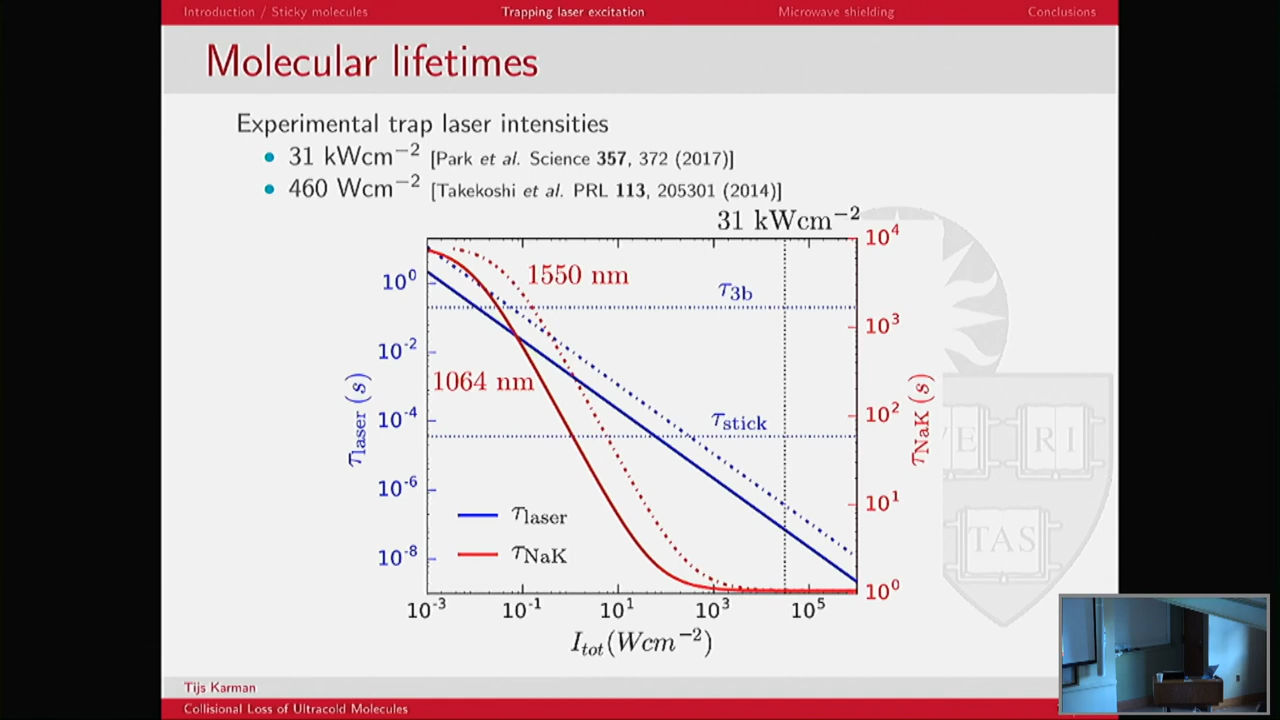 Introduction / Sticky molecules Trapping laser excitation Microwave shielding Conclusions
Molecular lifetimes
Experimental trap laser intensities
• 31 kWcm⁻² [Park et al. Science 357, 372 (2017)]
• 460 Wcm⁻² [Takekoshi et al. PRL 113, 205301 (2014)]
31 kWcm⁻²
1550 nm
τ3b
1064 nm
τstick
τlaser
τNaK
τlaser (s)
10⁰
10⁻²
10⁻⁴
10⁻⁶
10⁻⁸
τNaK (s)
10⁴
10³
10²
10¹
10⁰
10⁻³ 10⁻¹ 10¹ 10³ 10⁵
Itot(Wcm⁻²)
VE RI
TAS
Tijs Karman
Collisional Loss of Ultracold Molecules